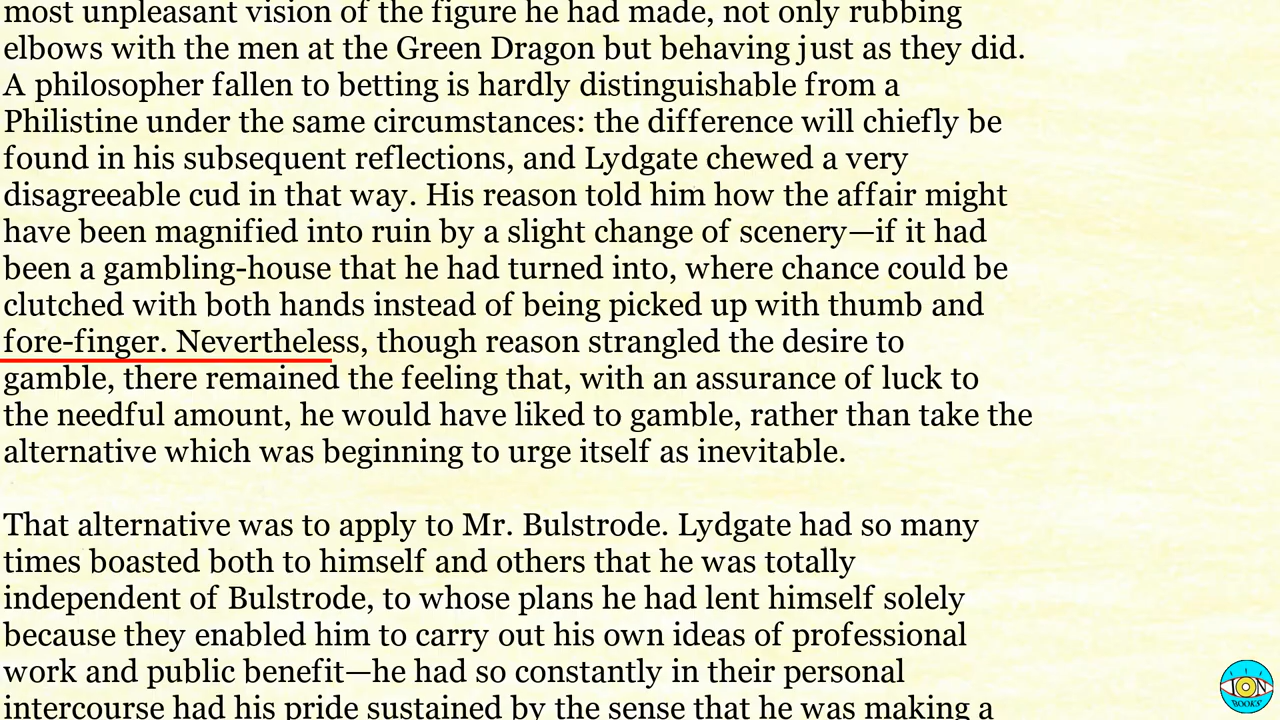 most unpleasant vision of the figure he had made, not only rubbing
elbows with the men at the Green Dragon but behaving just as they did.
A philosopher fallen to betting is hardly distinguishable from a
Philistine under the same circumstances: the difference will chiefly be
found in his subsequent reflections, and Lydgate chewed a very
disagreeable cud in that way. His reason told him how the affair might
have been magnified into ruin by a slight change of scenery—if it had
been a gambling-house that he had turned into, where chance could be
clutched with both hands instead of being picked up with thumb and
fore-finger. Nevertheless, though reason strangled the desire to
gamble, there remained the feeling that, with an assurance of luck to
the needful amount, he would have liked to gamble, rather than take the
alternative which was beginning to urge itself as inevitable.
That alternative was to apply to Mr. Bulstrode. Lydgate had so many
times boasted both to himself and others that he was totally
independent of Bulstrode, to whose plans he had lent himself solely
because they enabled him to carry out his own ideas of professional
work and public benefit—he had so constantly in their personal
intercourse had his pride sustained by the sense that he was making a
ION
BOOKS